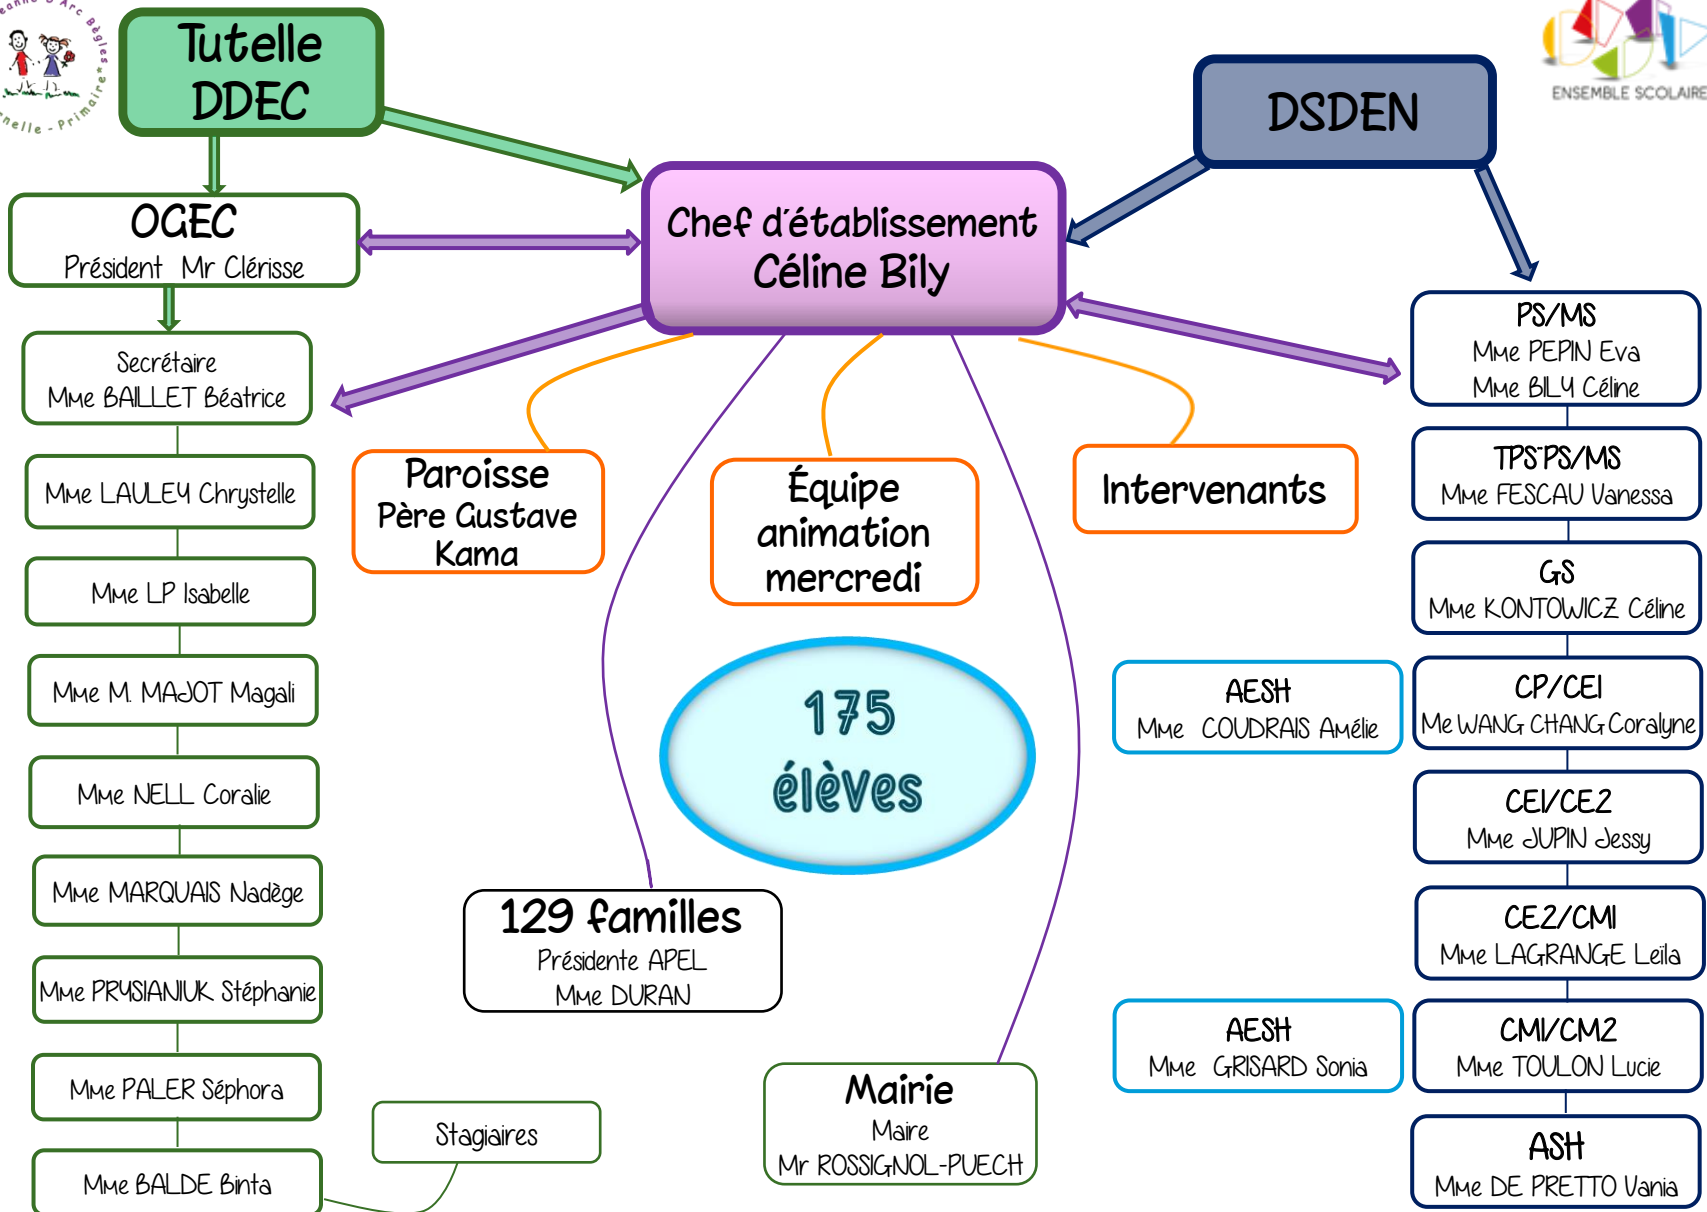 Jeanne D'Arc Bègles
nelle - Primaire*
Tutelle
DDEC
DSDEN
ENSEMBLE SCOLAIRE
OGEC
Président Mr Clérisse
Chef d'établissement
Céline Bily
Secrétaire
Mme BAILLET Béatrice
Mme LAULEY Chrystelle
Mme LP Isabelle
Mme M. MAJOT Magali
Mme NELL Coralie
Mme MARQUAIS Nadège
Mme PRYSIANIUK Stéphanie
Mme PALER Séphora
Mme BALDE Binta
Stagiaires
Paroisse
Père Gustave
Kama
Équipe
animation
mercredi
Intervenants
175
élèves
129 familles
Présidente APEL
Mme DURAN
Mairie
Maire
Mr ROSSIGNOL-PUECH
PS/MS
Mme PEPIN Eva
Mme BILY Céline
TPS-PS/MS
Mme FESCAU Vanessa
GS
Mme KONTOWICZ Céline
AESH
Mme COUDRAIS Amélie
CP/CE1
Me WANG CHANG Coralyne
CE1/CE2
Mme JUPIN Jessy
CE2/CM1
Mme LAGRANGE Leïla
AESH
Mme GRISARD Sonia
CM1/CM2
Mme TOULON Lucie
ASH
Mme DE PRETTO Vania